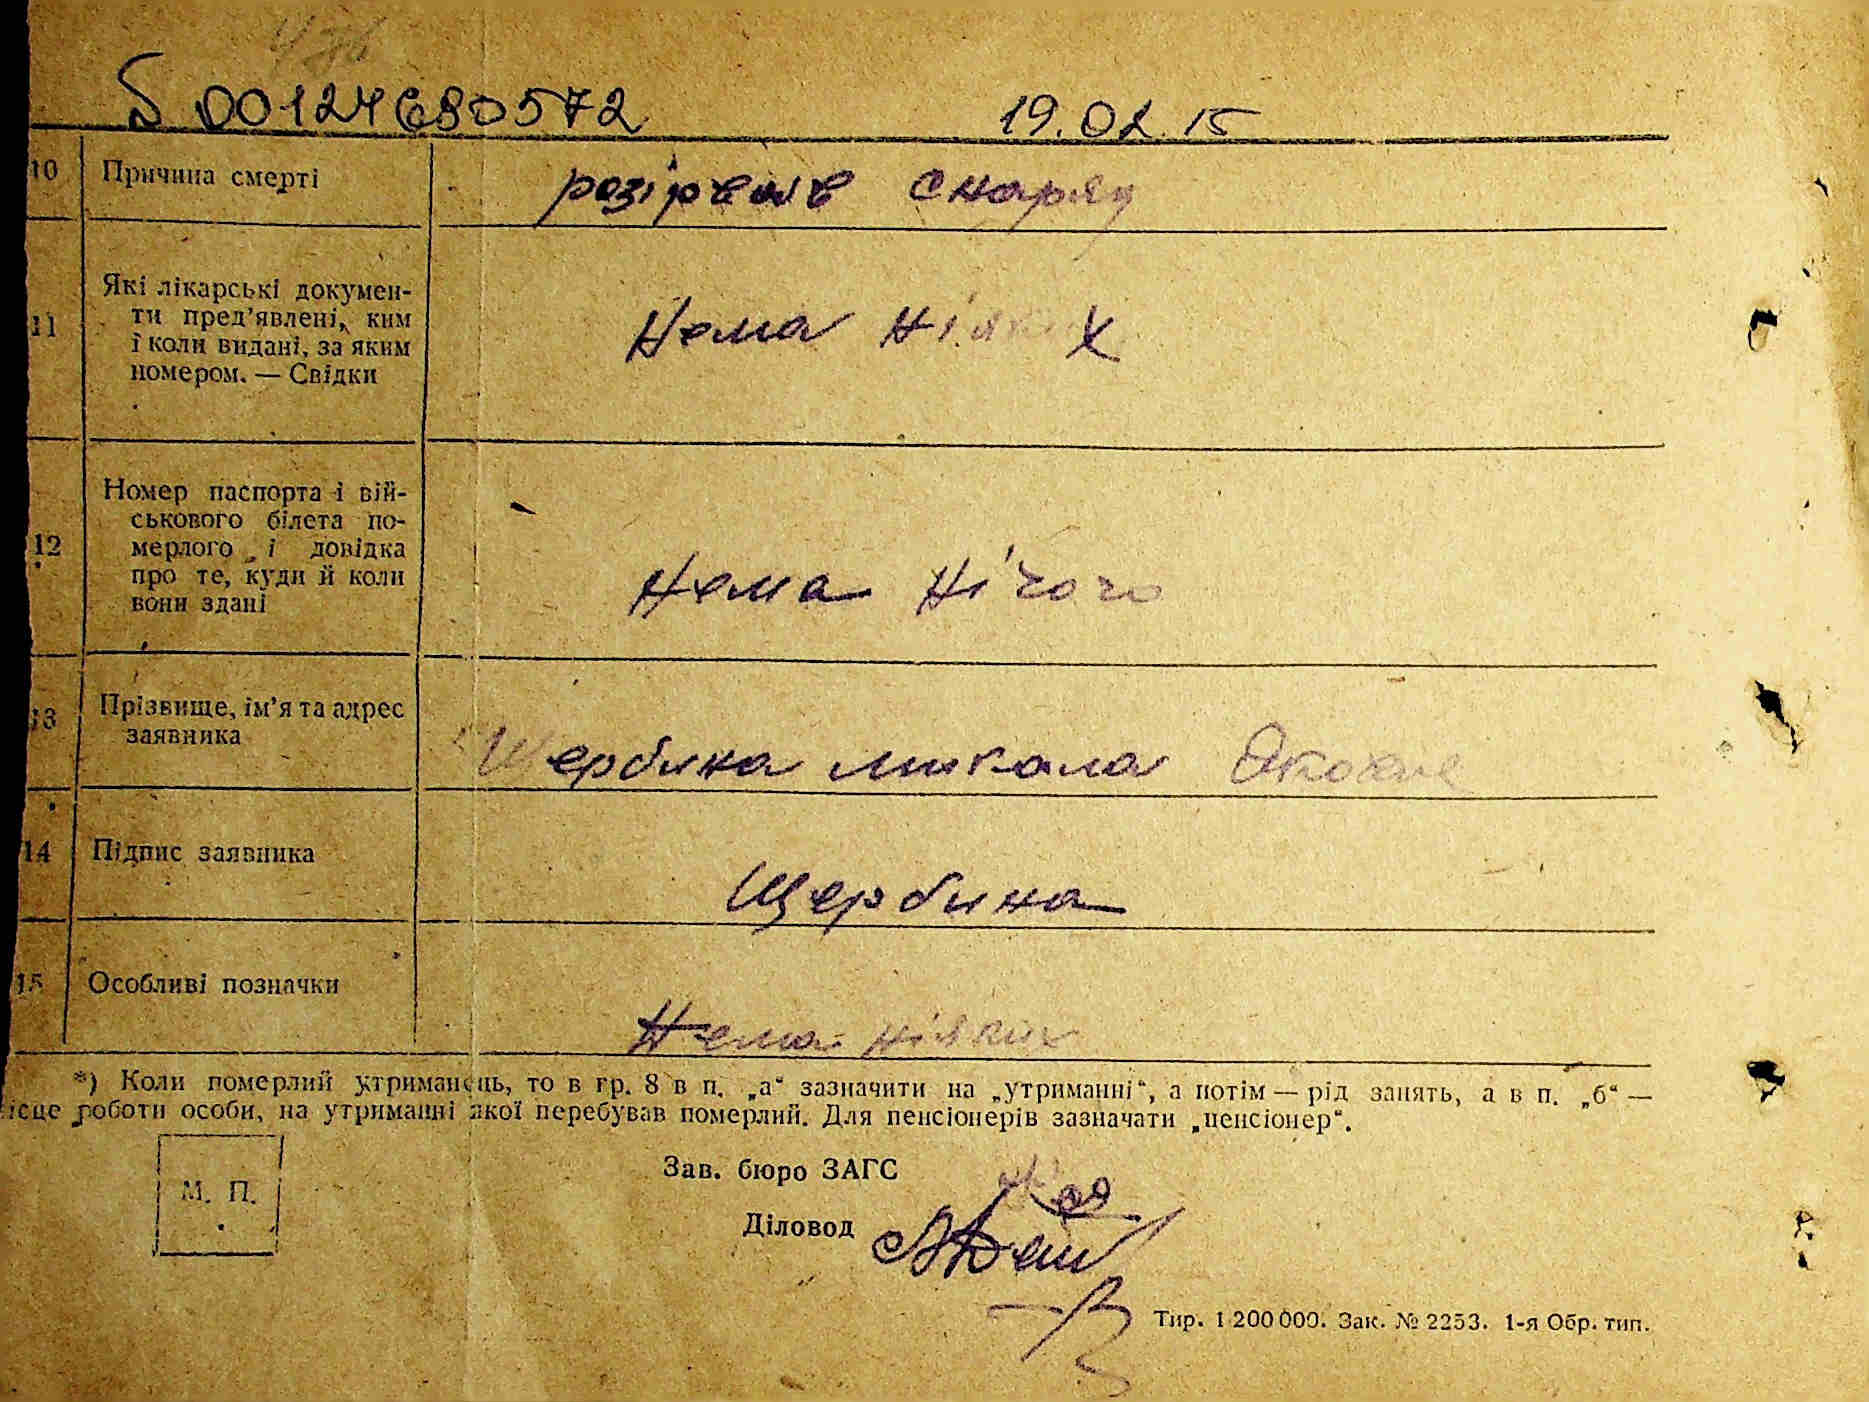 00124680572 19.02.15
10 Причина смерті розірване снаряд
11 Які лікарські докумен-
ти пред’явлені, ким
і коли видані, за яким
номером. — Свідки
Нема ніяких
12 Номер паспорта і вій-
ськового білета по-
мерлого і довідка
про те, куди й коли
вони здані
Нема нічого
13 Прізвище, ім’я та адрес
заявника
Щербина микола
14 Підпис заявника
Щербина
15 Особливі позначки
Нема ніяких
*) Коли померлий утриманець, то в гр. 8 в п. „а“ зазначити на „утриманні“, а потім — рід занять, а в п. „б“ —
ісце роботи особи, на утриманні якої перебував померлий. Для пенсіонерів зазначати „пенсіонер“.
М. П.
Зав. бюро ЗАГС
Діловод
Тир. 1 200 000. Зак. № 2253. 1-я Обр. тип.